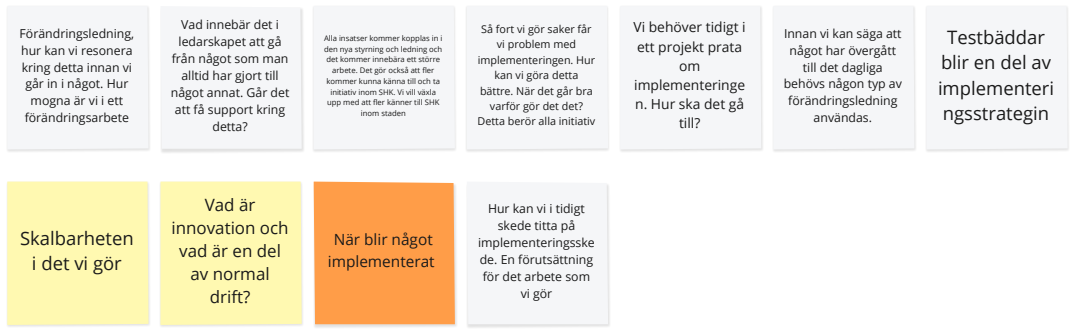 Förändringsledning,
hur kan vi resonera
kring detta innan vi
går in i något. Hur
mogna är vi i ett
förändringsarbete
Vad innebär det i
ledarskapet att gå
från något som man
alltid har gjort till
något annat. Går det
att få support kring
detta?
Alla insatser kommer kopplas in i
den nya styrning och ledning och
det kommer innebära ett större
arbete. Det gör också att fler
kommer kunna känna till och ta
initiativ inom SHK. Vi vill växla
upp med att fler känner till SHK
inom staden
Så fort vi gör saker får
vi problem med
implementeringen. Hur
kan vi göra detta
bättre. När det går bra
varför gör det det?
Detta berör alla initiativ
Vi behöver tidigt i
ett projekt prata
om
implementeringe
n. Hur ska det gå
till?
Innan vi kan säga att
något har övergått
till det dagliga
behövs någon typ av
förändringsledning
användas.
Testbäddar
blir en del av
implementeri
ngsstrategin
Skalbarheten
i det vi gör
Vad är
innovation och
vad är en del
av normal
drift?
När blir något
implementerat
Hur kan vi i tidigt
skede titta på
implementeringsske
de. En förutsättning
för det arbete som
vi gör